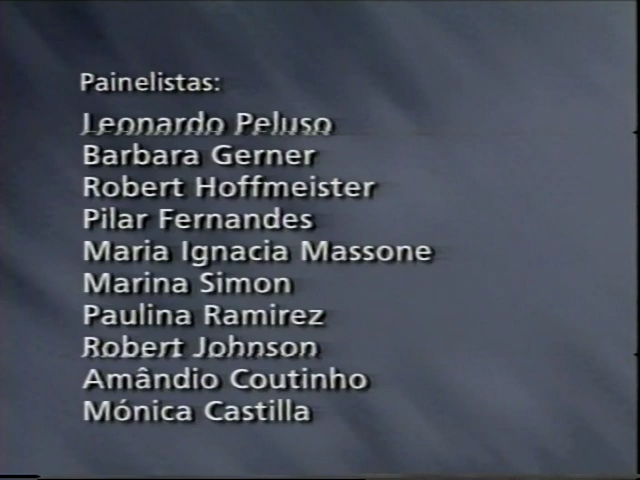 Painelistas:
Leonardo Peluso
Barbara Gerner
Robert Hoffmeister
Pilar Fernandes
Maria Ignacia Massone
Marina Simon
Paulina Ramirez
Robert Johnson
Amândio Coutinho
Mónica Castilla